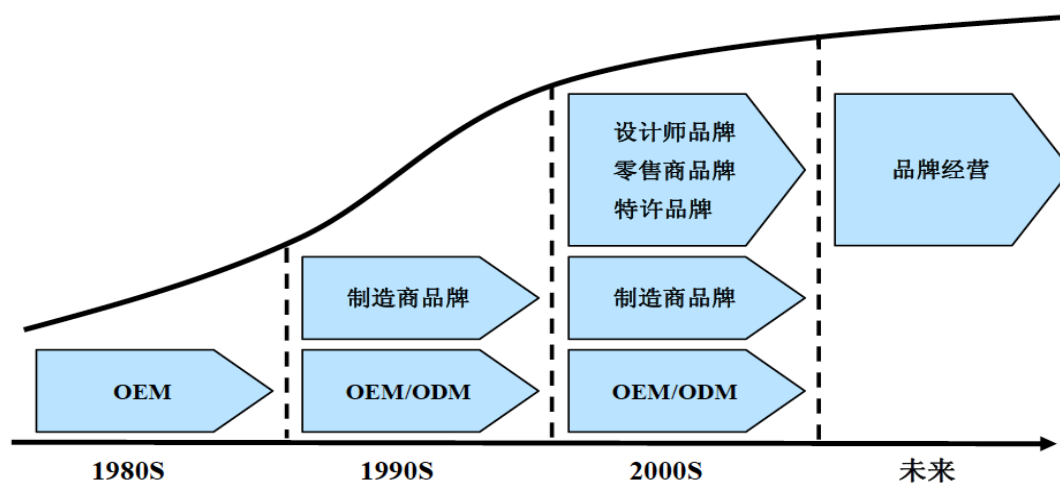 设计师品牌
零售商品牌
特许品牌
品牌经营
制造商品牌
制造商品牌
OEM
OEM/ODM
OEM/ODM
1980S
1990S
2000S
未来